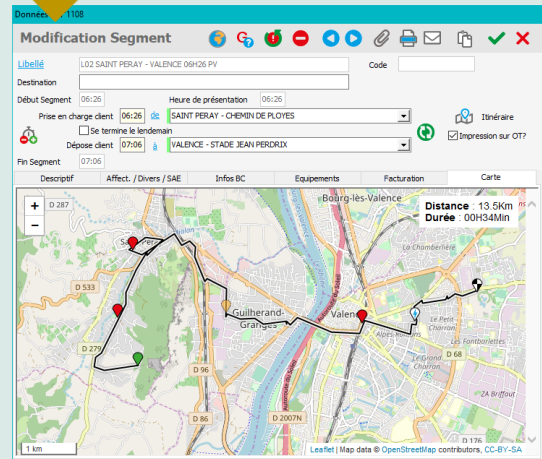 1108
Modification Segment
Libellé L02 SAINT PERAY - VALENCE 06H26 PV Code
Destination
Début Segment 06:26 Heure de présentation 06:26
Prise en charge client 06:26 de SAINT PERAY - CHEMIN DE PLOYES Itinéraire
Se termine le lendemain Impression sur OT?
Dépose client 07:06 à VALENCE - STADE JEAN PERDRIX
Fin Segment 07:06
Descriptif Affect. / Divers / SAE Infos BC Equipements Facturation Carte
+ D 287 Bourg-lès-Valence Distance : 13.5Km
− Durée : 00H34Min
La Chamberlière
D 533
Guilherand-Granges
Le Petit Charran
D 279 Les Fontbarlettes
D 96 Le Grand Charran D 68
ZA Briffaut
D 86 D 2007N
D 176
1 km Leaflet | Map data © OpenStreetMap contributors, CC-BY-SA